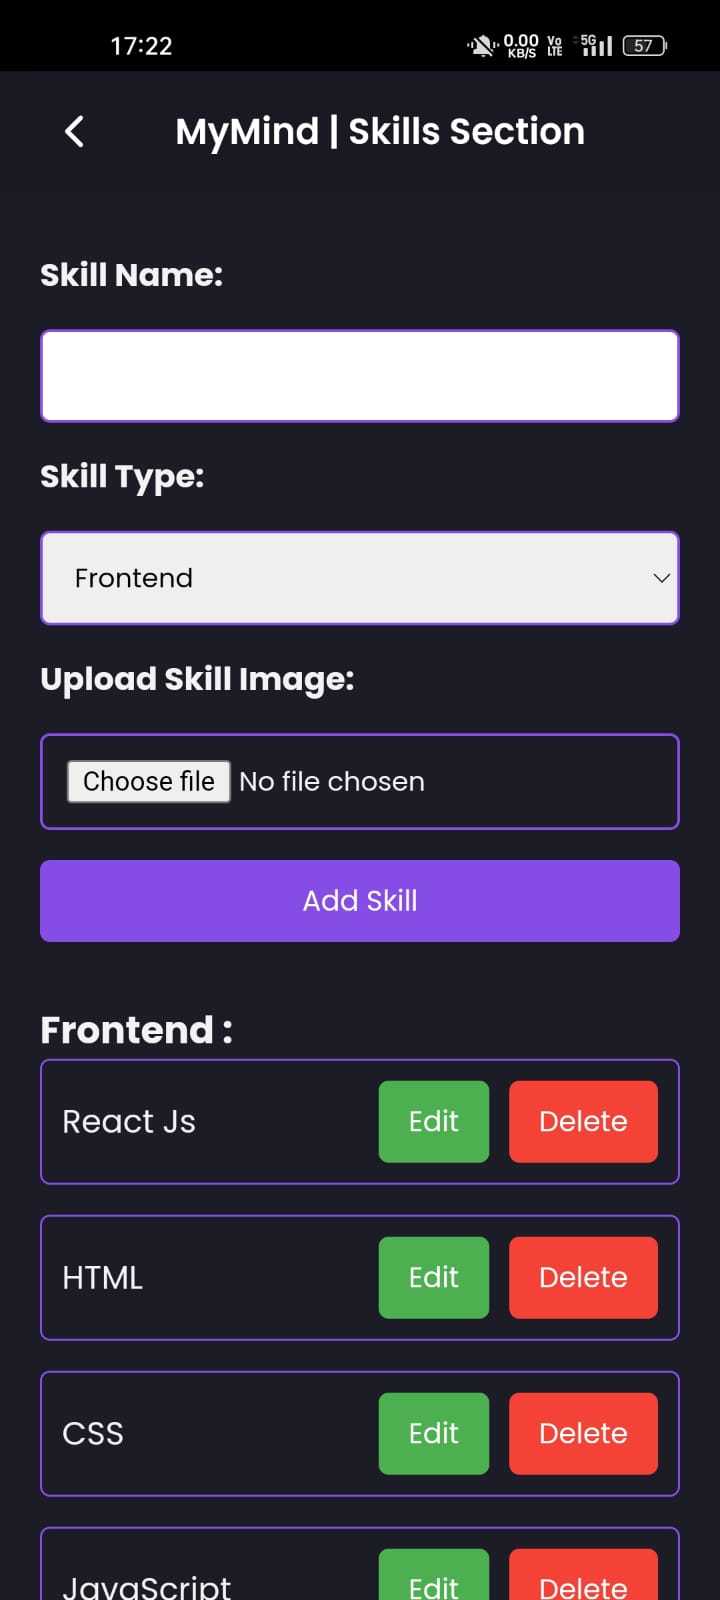 17:22 0.00 KB/S Vo LTE 5G 57
MyMind | Skills Section
Skill Name:
Skill Type:
Frontend
Upload Skill Image:
Choose file No file chosen
Add Skill
Frontend :
React Js Edit Delete
HTML Edit Delete
CSS Edit Delete
JavaScript Edit Delete